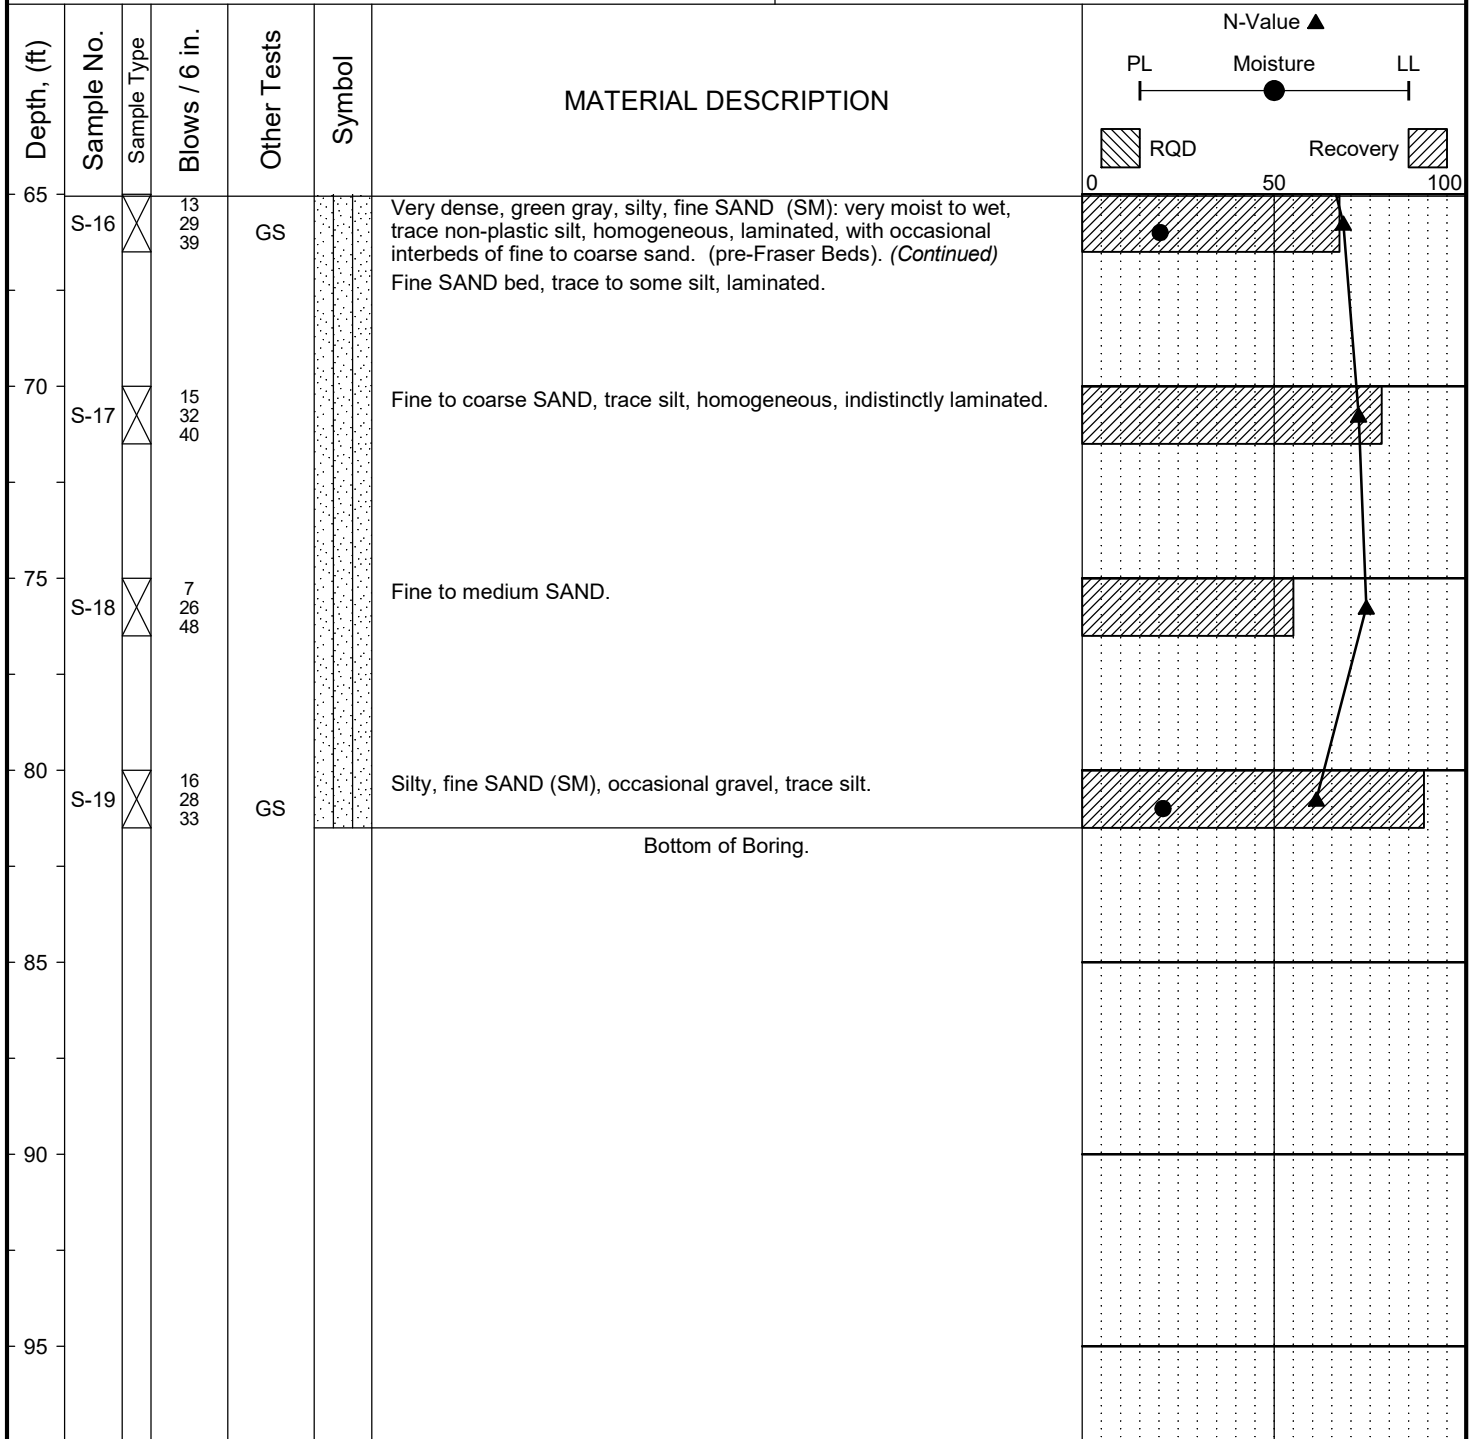 Depth, (ft)
Sample No.
Sample Type
Blows / 6 in.
Other Tests
Symbol
MATERIAL DESCRIPTION
N-Value
PL Moisture LL
RQD Recovery
0 50 100
65
S-16
13
29
39
GS
Very dense, green gray, silty, fine SAND (SM): very moist to wet,
trace non-plastic silt, homogeneous, laminated, with occasional
interbeds of fine to coarse sand. (pre-Fraser Beds). (Continued)
Fine SAND bed, trace to some silt, laminated.
70
S-17
15
32
40
Fine to coarse SAND, trace silt, homogeneous, indistinctly laminated.
75
S-18
7
26
48
Fine to medium SAND.
80
S-19
16
28
33
GS
Silty, fine SAND (SM), occasional gravel, trace silt.
Bottom of Boring.
85
90
95